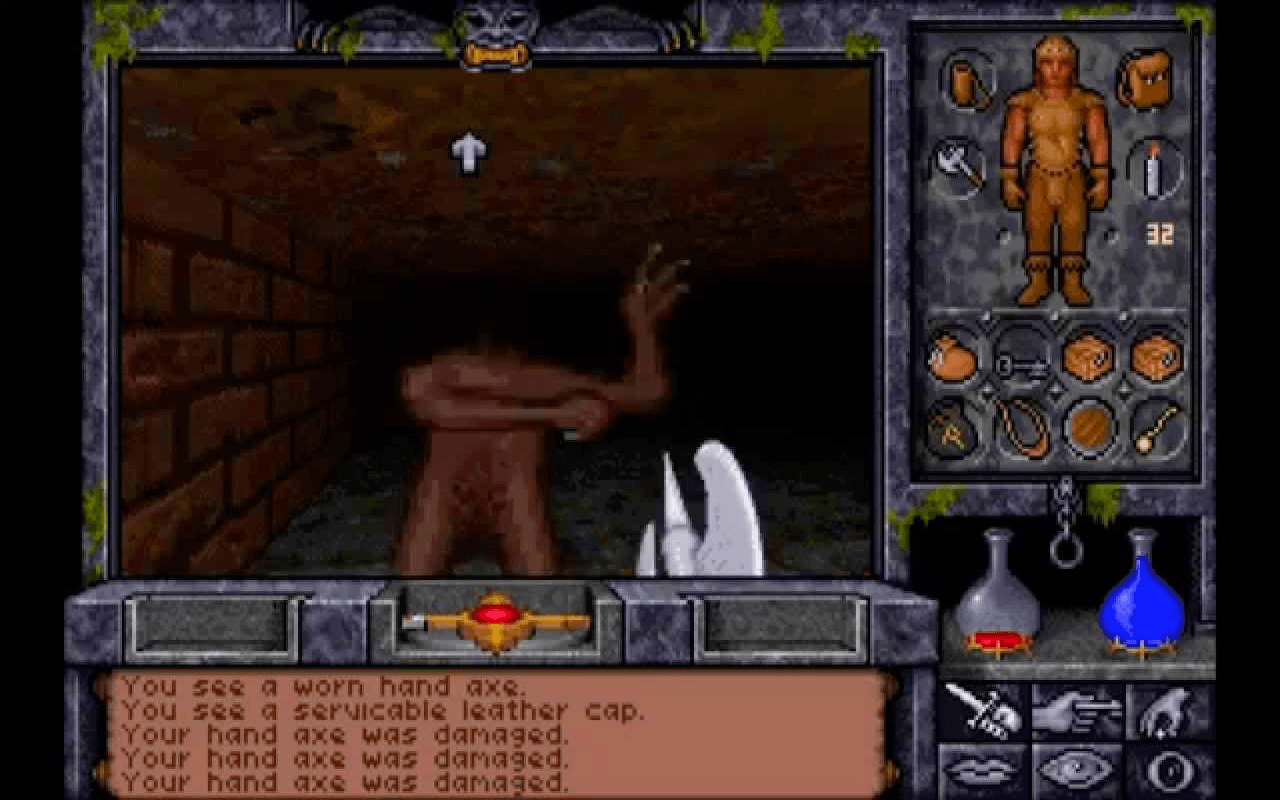 32
You see a worn hand axe.
You see a servicable leather cap.
Your hand axe was damaged.
Your hand axe was damaged.
Your hand axe was damaged.